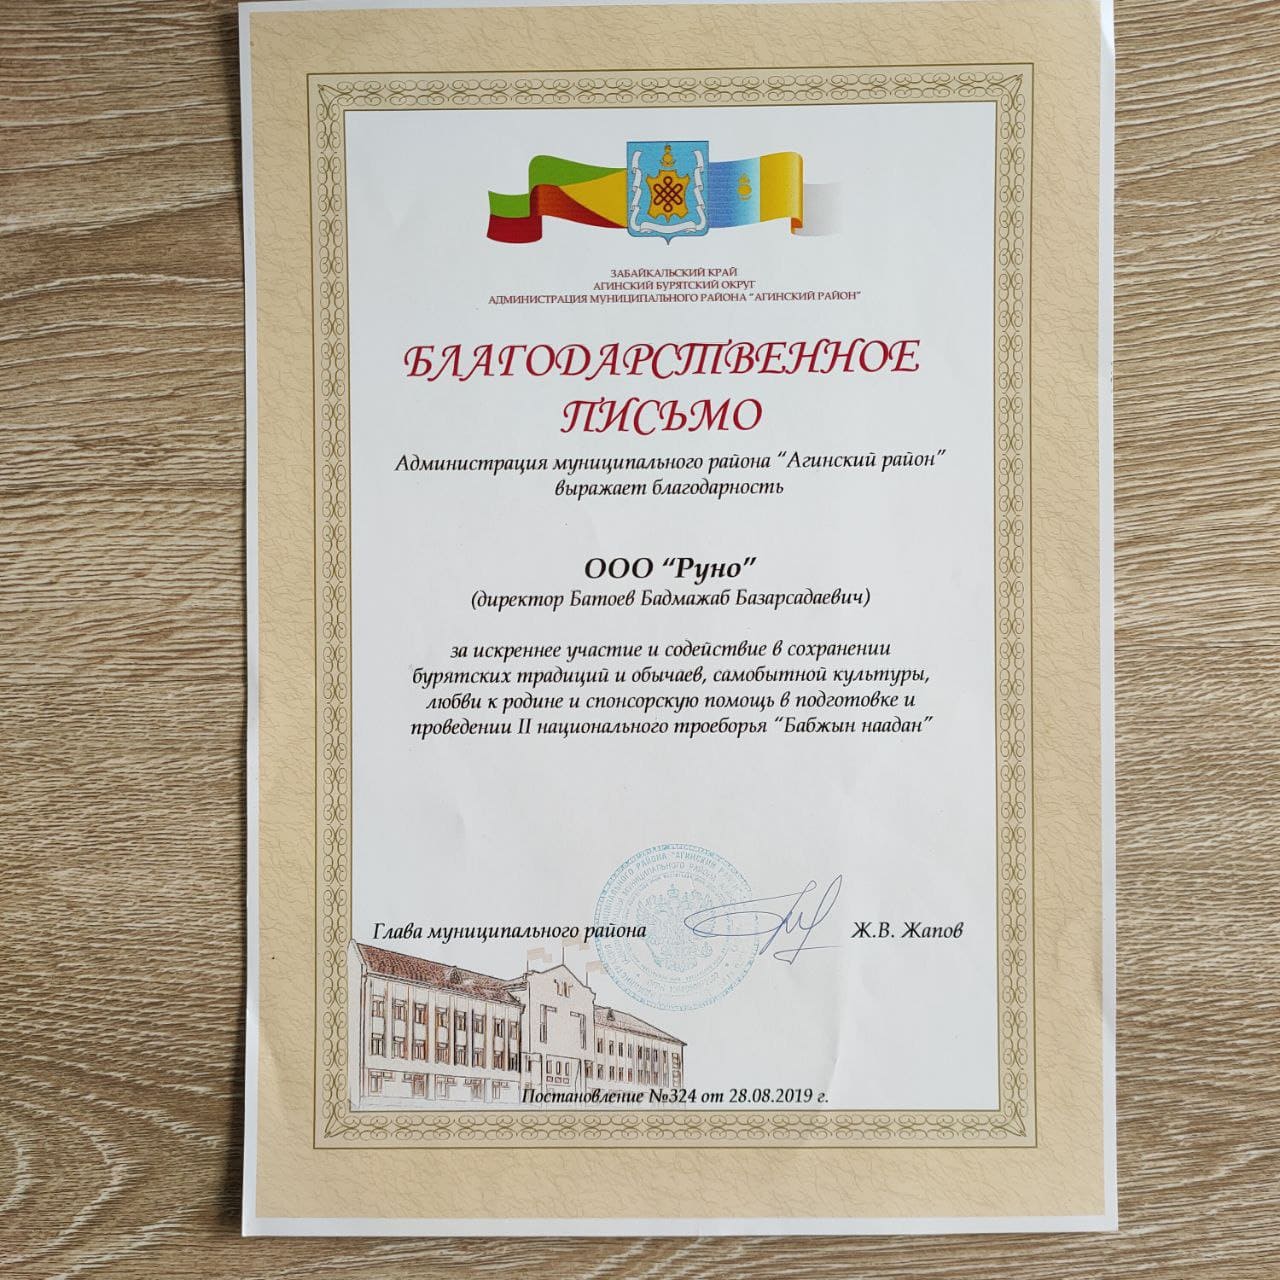 ЗАБАЙКАЛЬСКИЙ КРАЙ
АГИНСКИЙ БУРЯТСКИЙ ОКРУГ
АДМИНИСТРАЦИЯ МУНИЦИПАЛЬНОГО РАЙОНА "АГИНСКИЙ РАЙОН"
БЛАГОДАРСТВЕННОЕ
ПИСЬМО
Администрация муниципального района "Агинский район"
выражает благодарность
ООО "Руно"
(директор Батоев Бадмажаб Базарсадаевич)
за искреннее участие и содействие в сохранении
бурятских традиций и обычаев, самобытной культуры,
любви к родине и спонсорскую помощь в подготовке и
проведении II национального троеборья "Бабжын наадан"
Глава муниципального района
Ж.В. Жапов
Постановление №324 от 28.08.2019 г.